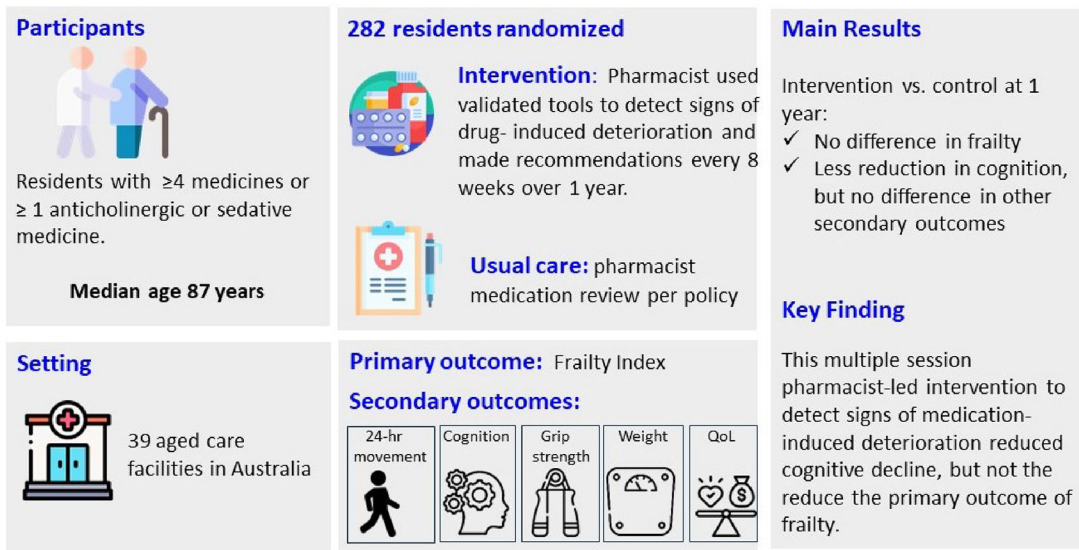 Participants
Residents with ≥4 medicines or
≥ 1 anticholinergic or sedative
medicine.
Median age 87 years
Setting
39 aged care
facilities in Australia
282 residents randomized
Intervention: Pharmacist used
validated tools to detect signs of
drug- induced deterioration and
made recommendations every 8
weeks over 1 year.
Usual care: pharmacist
medication review per policy
Primary outcome: Frailty Index
Secondary outcomes:
24-hr
movement
Cognition
Grip
strength
Weight
QoL
Main Results
Intervention vs. control at 1
year:
✓ No difference in frailty
✓ Less reduction in cognition,
but no difference in other
secondary outcomes
Key Finding
This multiple session
pharmacist-led intervention to
detect signs of medication-
induced deterioration reduced
cognitive decline, but not the
reduce the primary outcome of
frailty.